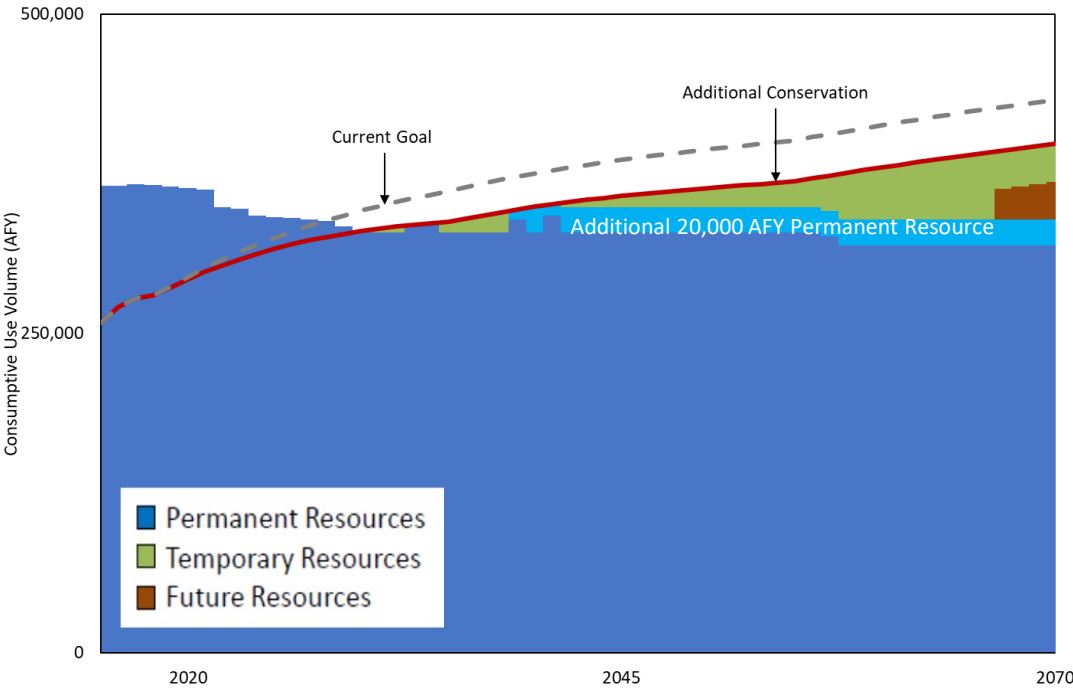 500,000
Additional Conservation
Current Goal
Additional 20,000 AFY Permanent Resource
Consumptive Use Volume (AFY)
250,000
Permanent Resources
Temporary Resources
Future Resources
0
2020
2045
2070